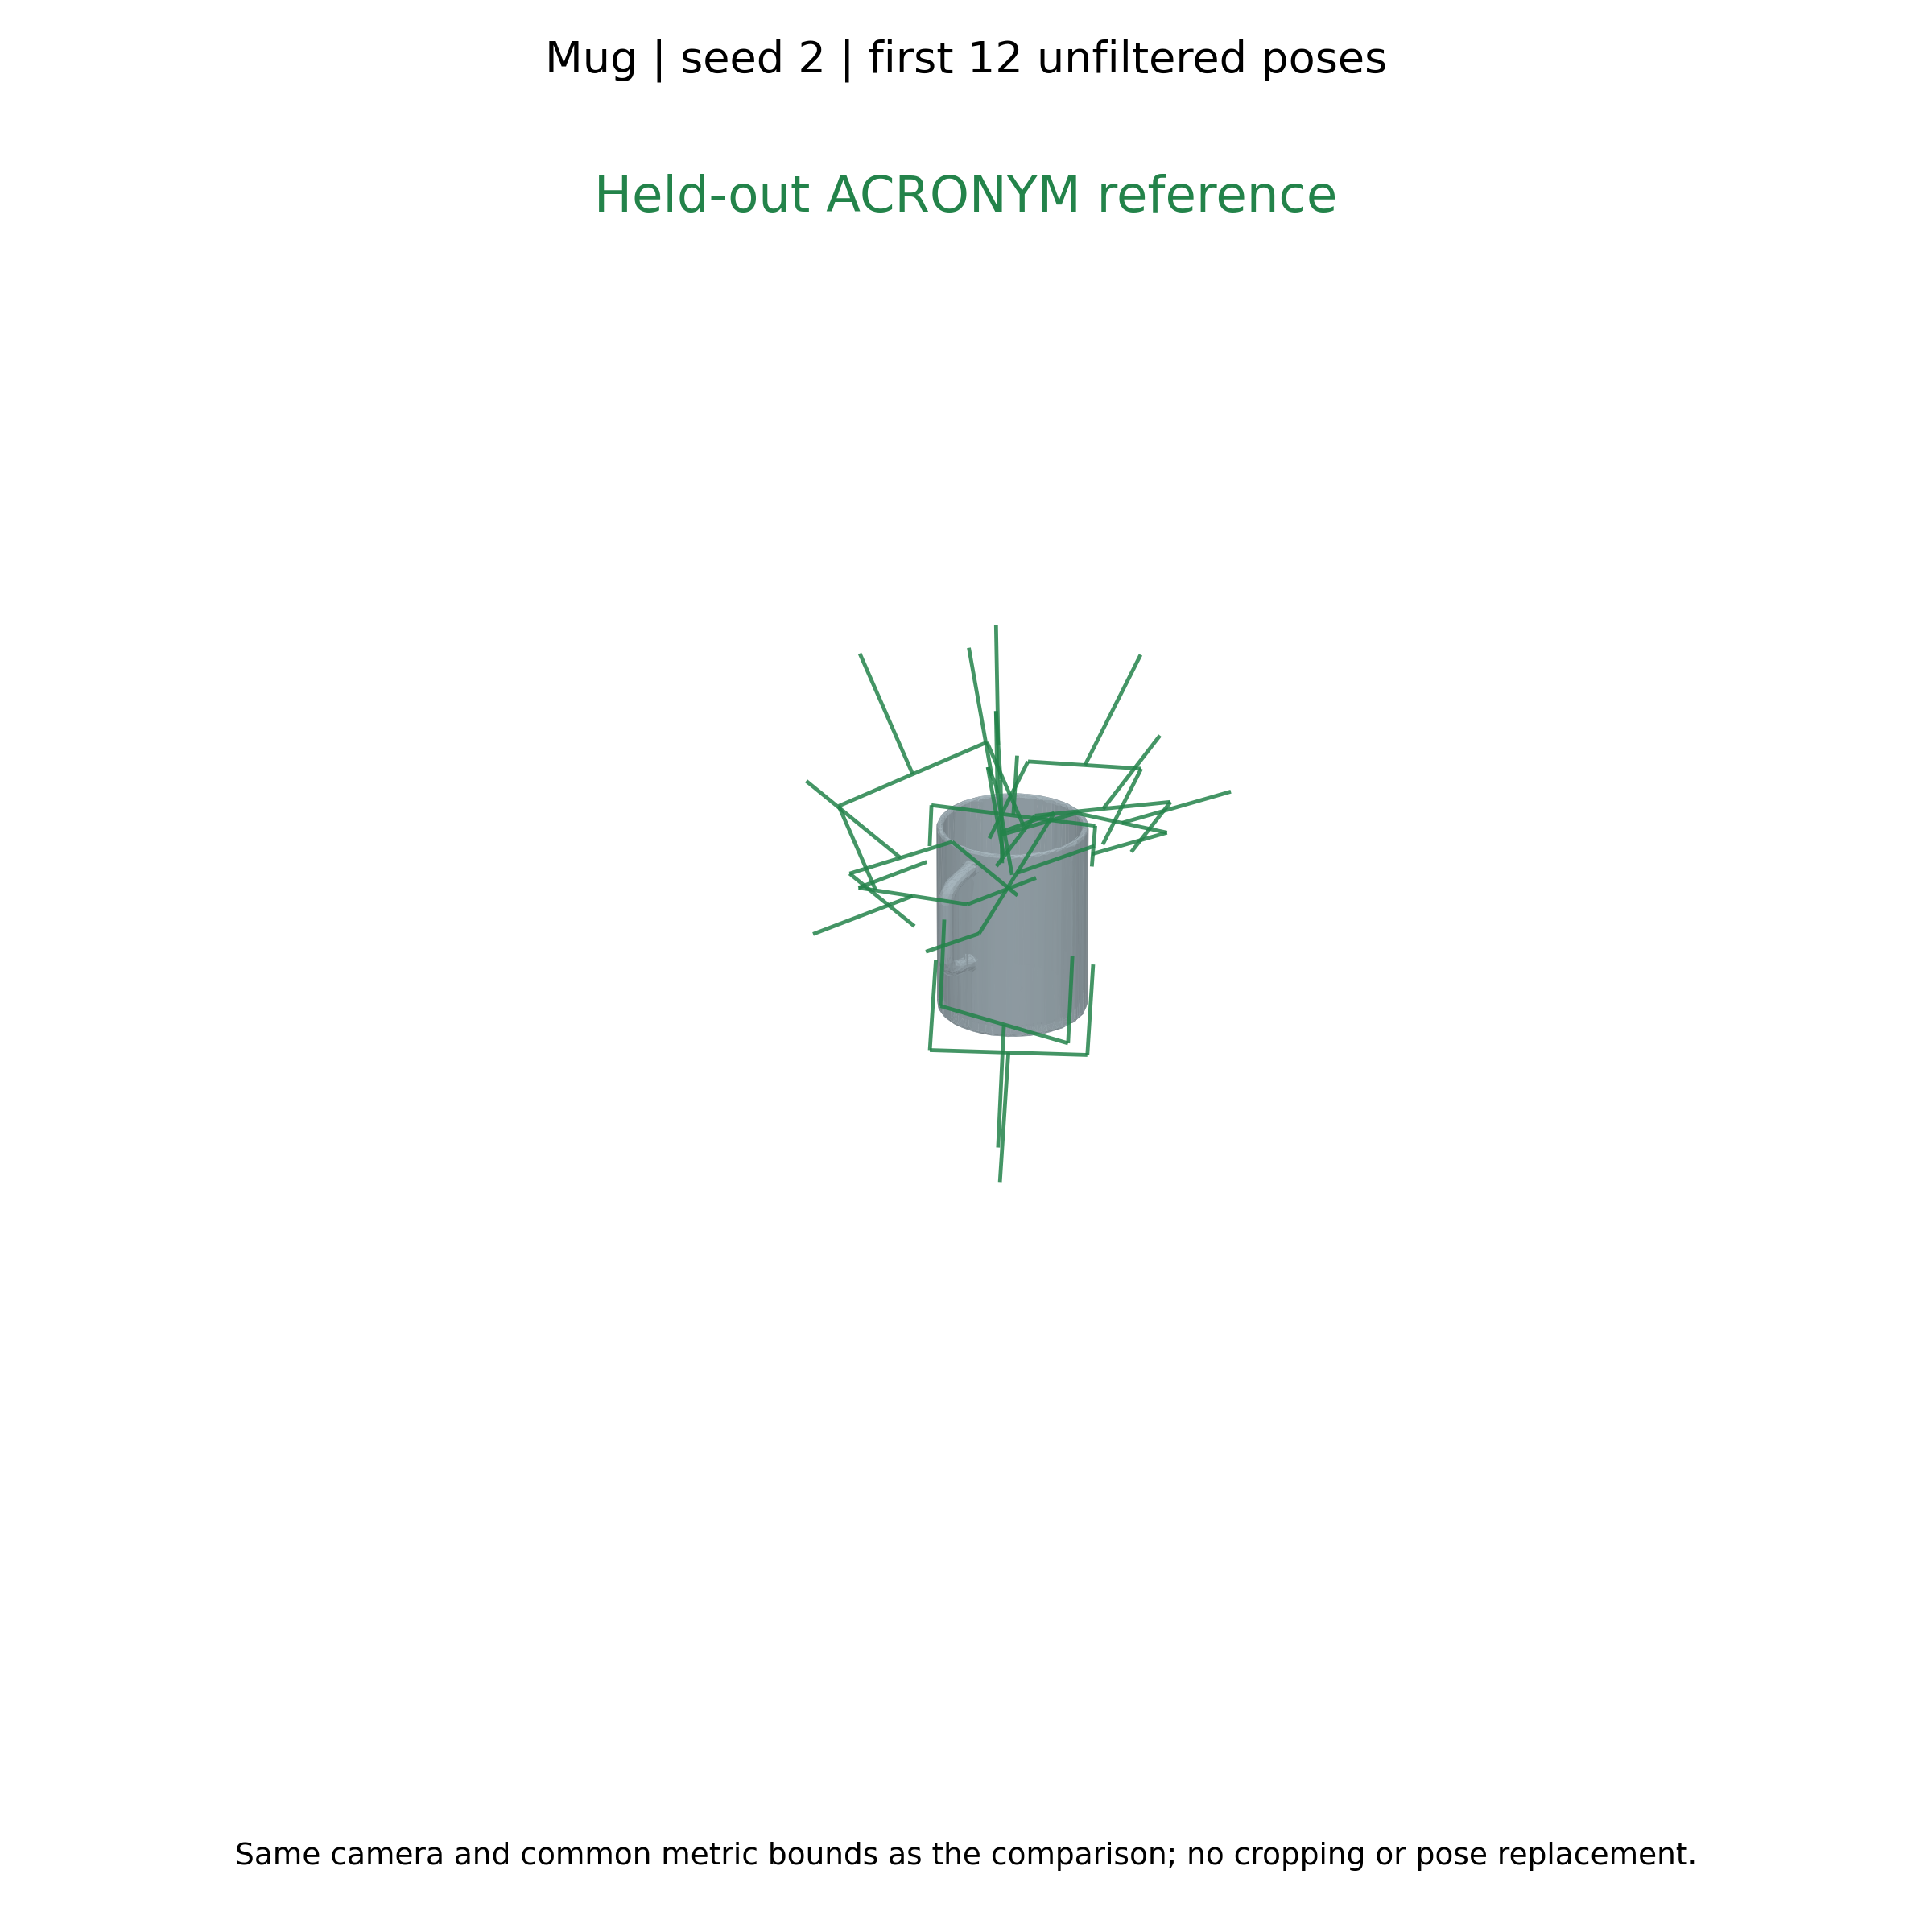 Mug | seed 2 | first 12 unfiltered poses
Held-out ACRONYM reference
Same camera and common metric bounds as the comparison; no cropping or pose replacement.